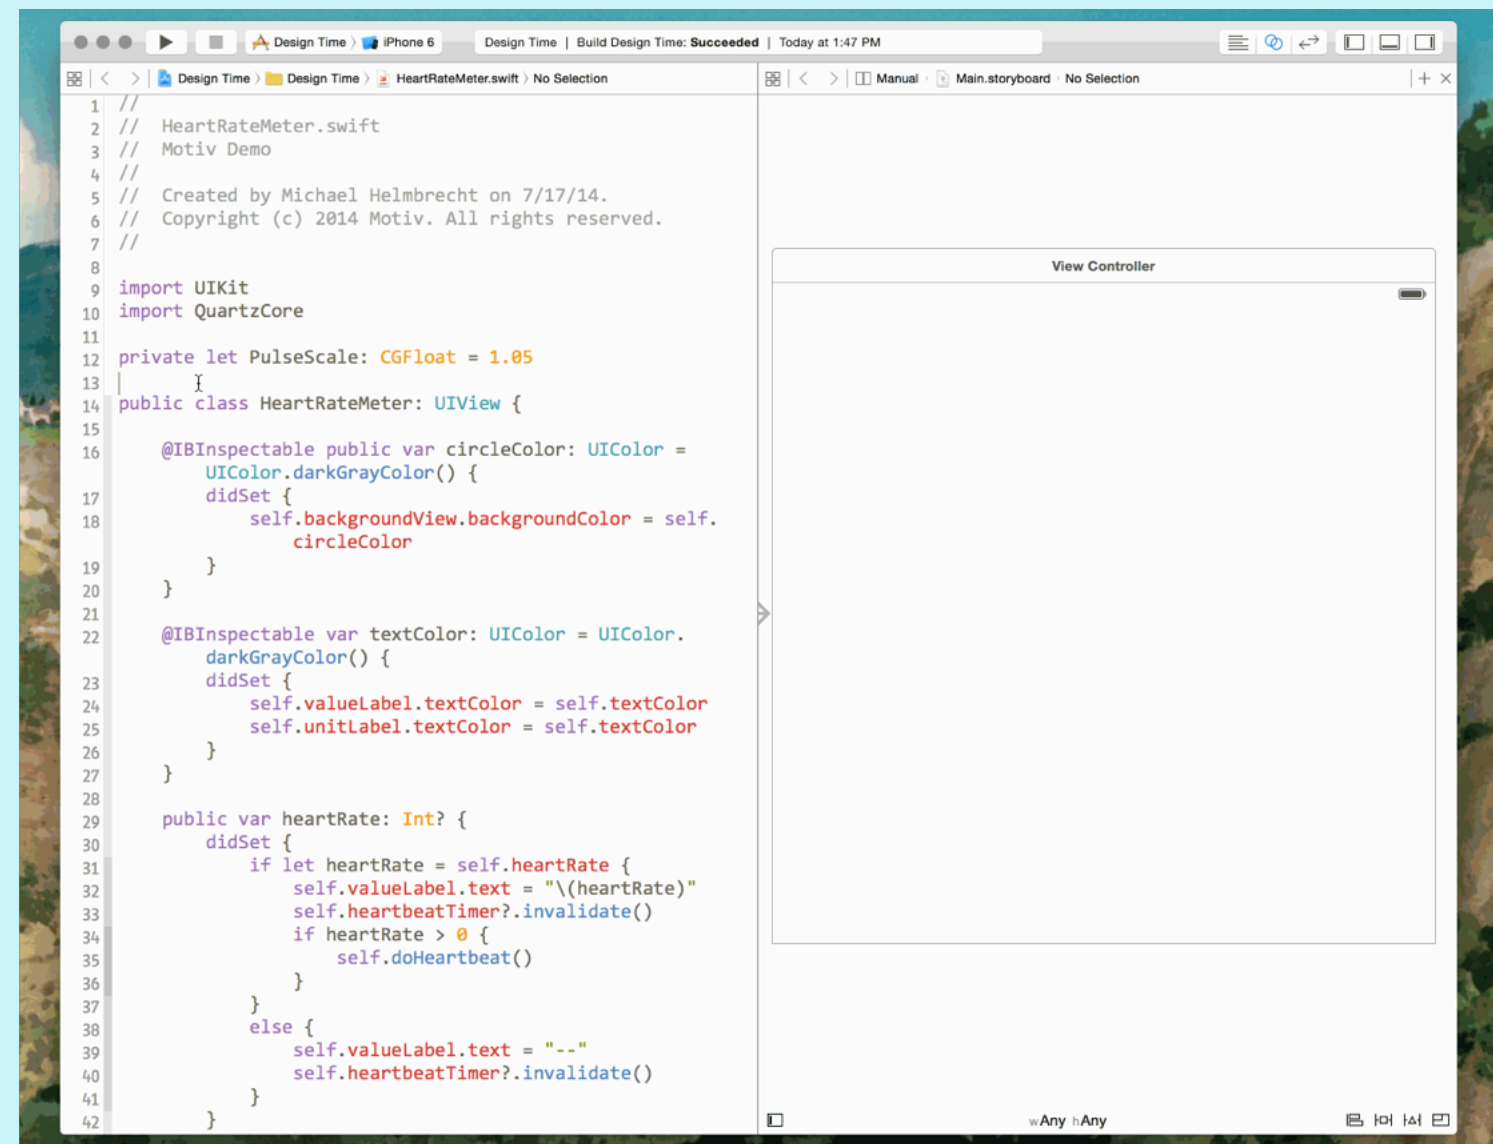 Design Time 〉 iPhone 6
Design Time | Build Design Time: Succeeded | Today at 1:47 PM
Design Time 〉 Design Time 〉 HeartRateMeter.swift 〉 No Selection
Manual 〉 Main.storyboard 〉 No Selection
1 //
2 //  HeartRateMeter.swift
3 //  Motiv Demo
4 //
5 //  Created by Michael Helmbrecht on 7/17/14.
6 //  Copyright (c) 2014 Motiv. All rights reserved.
7 //
8
9 import UIKit
10 import QuartzCore
11
12 private let PulseScale: CGFloat = 1.05
13
14 public class HeartRateMeter: UIView {
15
16     @IBInspectable public var circleColor: UIColor =
        UIColor.darkGrayColor() {
17         didSet {
18             self.backgroundView.backgroundColor = self.
                circleColor
19         }
20     }
21
22     @IBInspectable var textColor: UIColor = UIColor.
        darkGrayColor() {
23         didSet {
24             self.valueLabel.textColor = self.textColor
25             self.unitLabel.textColor = self.textColor
26         }
27     }
28
29     public var heartRate: Int? {
30         didSet {
31             if let heartRate = self.heartRate {
32                 self.valueLabel.text = "\(heartRate)"
33                 self.heartbeatTimer?.invalidate()
34                 if heartRate > 0 {
35                     self.doHeartbeat()
36                 }
37             }
38             else {
39                 self.valueLabel.text = "--"
40                 self.heartbeatTimer?.invalidate()
41             }
42         }
View Controller
wAny hAny